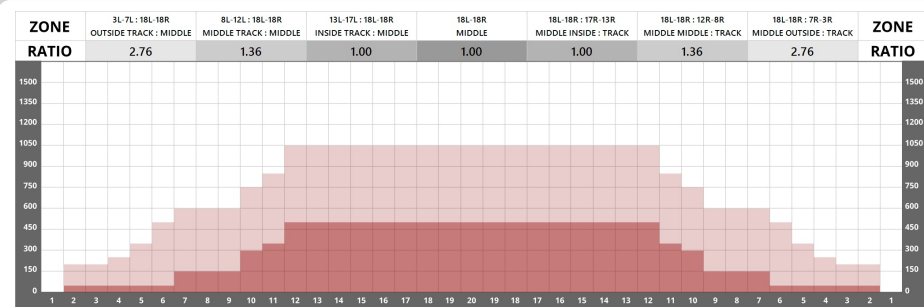 ZONE 3L-7L : 18L-18R 8L-12L : 18L-18R 13L-17L : 18L-18R 18L-18R 18L-18R : 17R-13R 18L-18R : 12R-8R 18L-18R : 7R-3R ZONE
OUTSIDE TRACK : MIDDLE MIDDLE TRACK : MIDDLE INSIDE TRACK : MIDDLE MIDDLE MIDDLE INSIDE : TRACK MIDDLE MIDDLE : TRACK MIDDLE OUTSIDE : TRACK
RATIO 2.76 1.36 1.00 1.00 1.00 1.36 2.76 RATIO
1500 1500
1350 1350
1200 1200
1050 1050
900 900
750 750
600 600
450 450
300 300
150 150
0 0
1 2 3 4 5 6 7 8 9 10 11 12 13 14 15 16 17 18 19 20 19 18 17 16 15 14 13 12 11 10 9 8 7 6 5 4 3 2 1